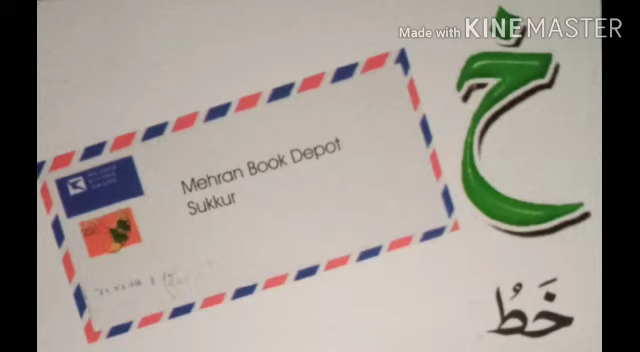 Made with KINEMASTER
خ
Mehran Book Depot
Sukkur
خَطُ